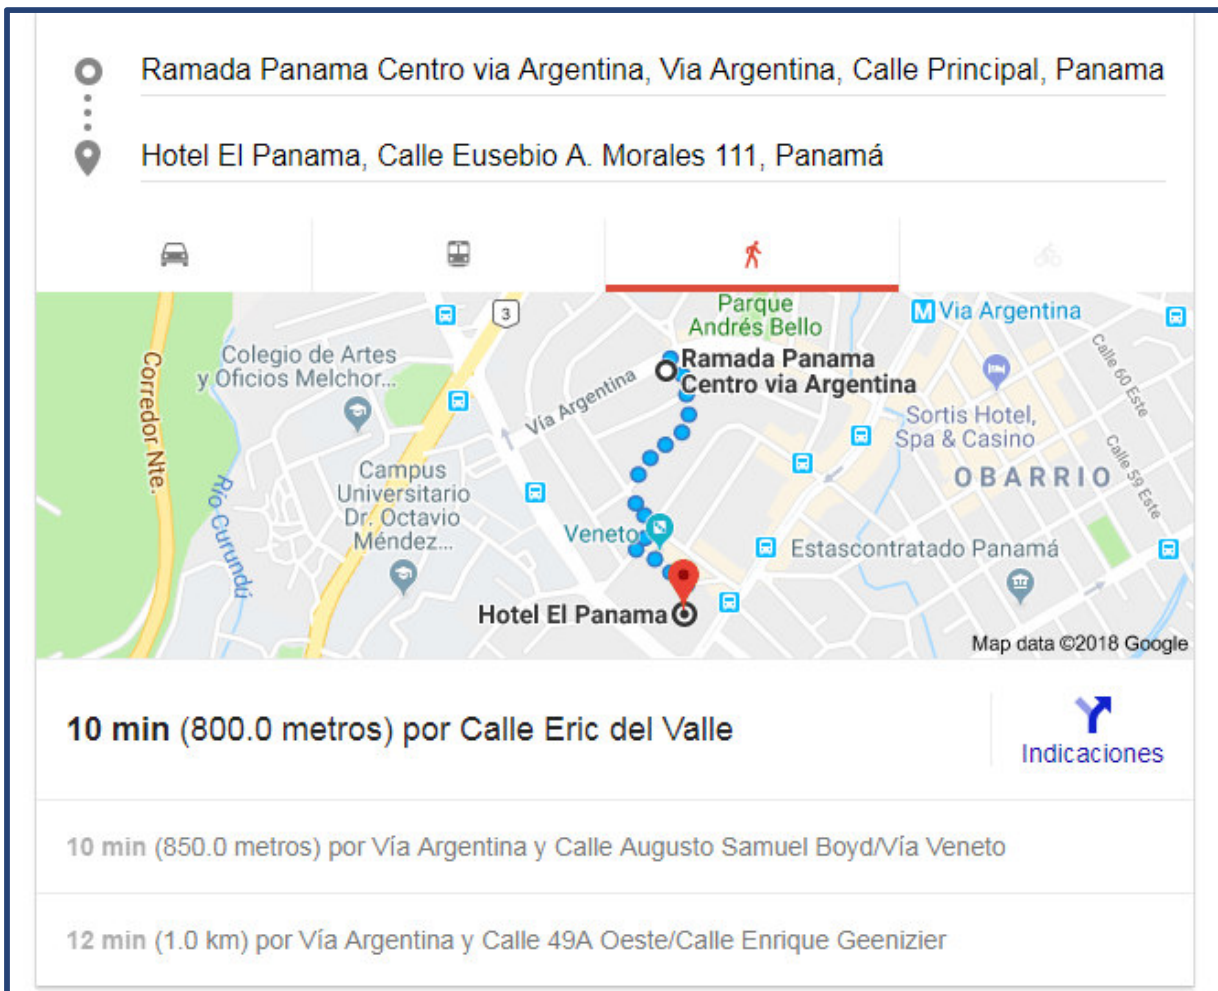 Ramada Panama Centro via Argentina, Via Argentina, Calle Principal, Panama
Hotel El Panama, Calle Eusebio A. Morales 111, Panamá
Parque
Andrés Bello
M Via Argentina
3
Colegio de Artes
y Oficios Melchor...
Corredor Nte.
Ramada Panama
Centro via Argentina
Calle 60 Este
Vía Argentina
Sortis Hotel,
Spa & Casino
Campus
Universitario
Dr. Octavio
Méndez...
OBARRIO
Calle 59 Este
Río Curundú
Veneto
Estascontratado Panamá
Hotel El Panama
Map data ©2018 Google
10 min (800.0 metros) por Calle Eric del Valle
Indicaciones
10 min (850.0 metros) por Vía Argentina y Calle Augusto Samuel Boyd/Vía Veneto
12 min (1.0 km) por Vía Argentina y Calle 49A Oeste/Calle Enrique Geenizier